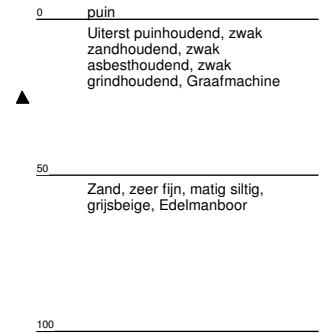 0 puin
Uiterst puinhoudend, zwak
zandhoudend, zwak
asbesthoudend, zwak
grindhoudend, Graafmachine
50
Zand, zeer fijn, matig siltig,
grijsbeige, Edelmanboor
100